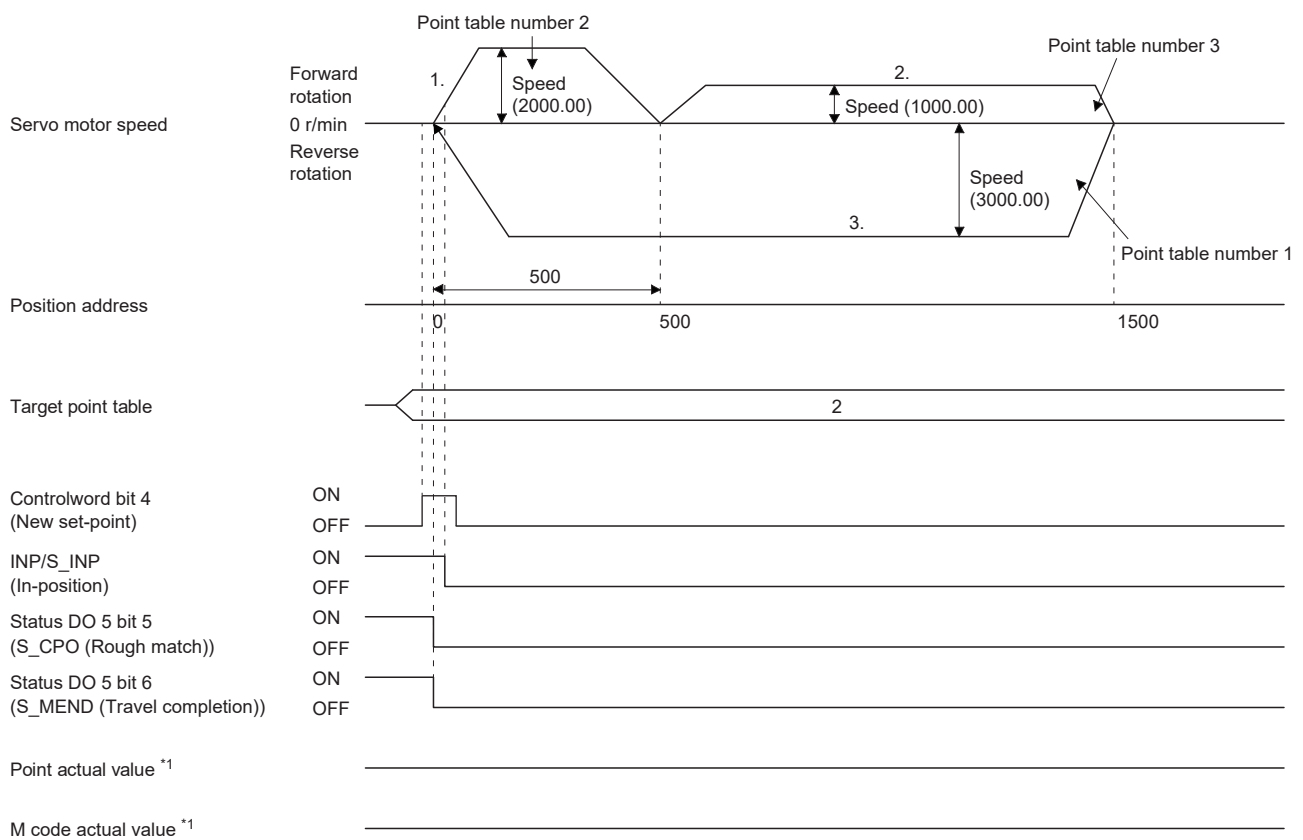 Point table number 2
Point table number 3
Forward
rotation
1.
Speed
(2000.00)
2.
Speed (1000.00)
Servo motor speed
0 r/min
Reverse
rotation
Speed
(3000.00)
3.
Point table number 1
500
Position address
0
500
1500
Target point table
2
Controlword bit 4
(New set-point)
ON
OFF
INP/S_INP
(In-position)
ON
OFF
Status DO 5 bit 5
(S_CPO (Rough match))
ON
OFF
Status DO 5 bit 6
(S_MEND (Travel completion))
ON
OFF
Point actual value *1
M code actual value *1